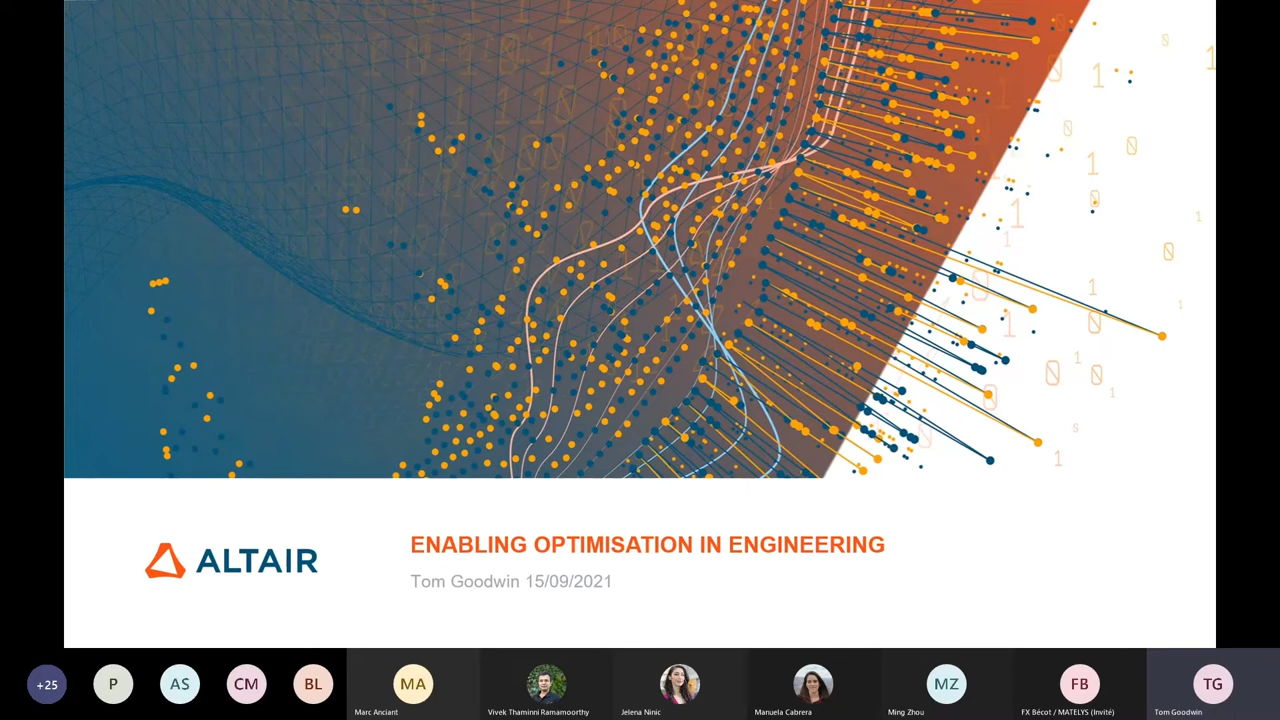 ALTAIR
ENABLING OPTIMISATION IN ENGINEERING
Tom Goodwin 15/09/2021
+25
P
AS
CM
BL
MA
MZ
FB
TG
Marc Anciant
Vivek Thaminni Ramamoorthy
Jelena Ninic
Manuela Cabrera
Ming Zhou
FX Bécot / MATELYS (Invité)
Tom Goodwin